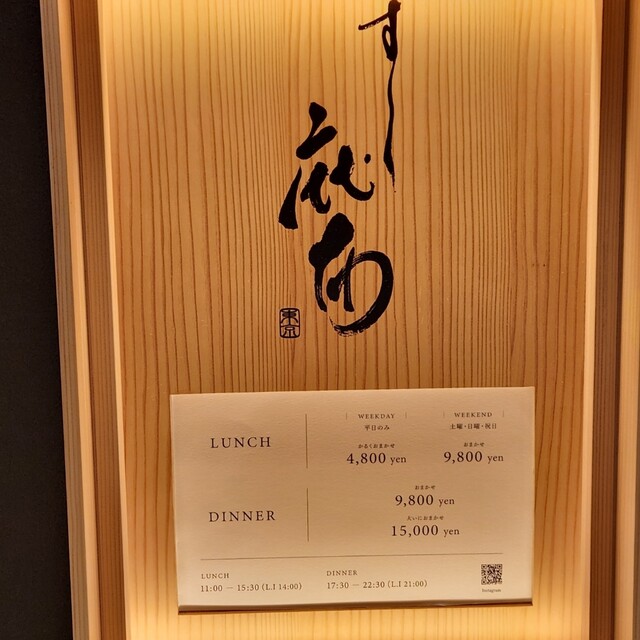 すし
麻布
東京
LUNCH
WEEKDAY
平日のみ
かるくおまかせ
4,800 yen
WEEKEND
土曜・日曜・祝日
おまかせ
9,800 yen
DINNER
おまかせ
9,800 yen
15,000 yen
LUNCH
11:00 — 15:30 (L.I 14:00)
DINNER
17:30 — 22:30 (L.I 21:00)
Instagram